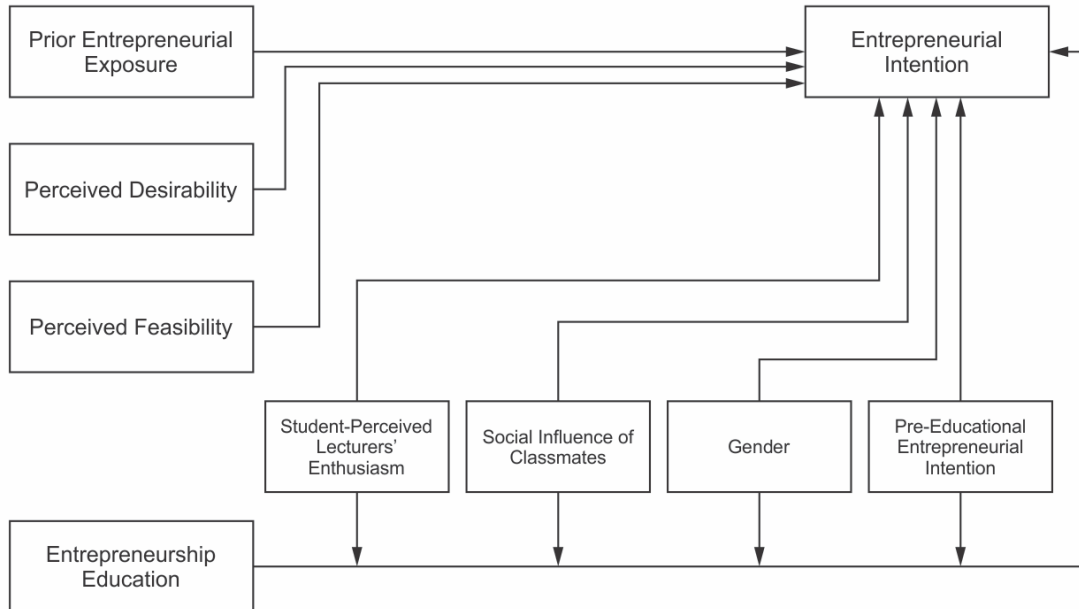 Prior Entrepreneurial
Exposure
Entrepreneurial
Intention
Perceived Desirability
Perceived Feasibility
Student-Perceived
Lecturers’
Enthusiasm
Social Influence of
Classmates
Gender
Pre-Educational
Entrepreneurial
Intention
Entrepreneurship
Education